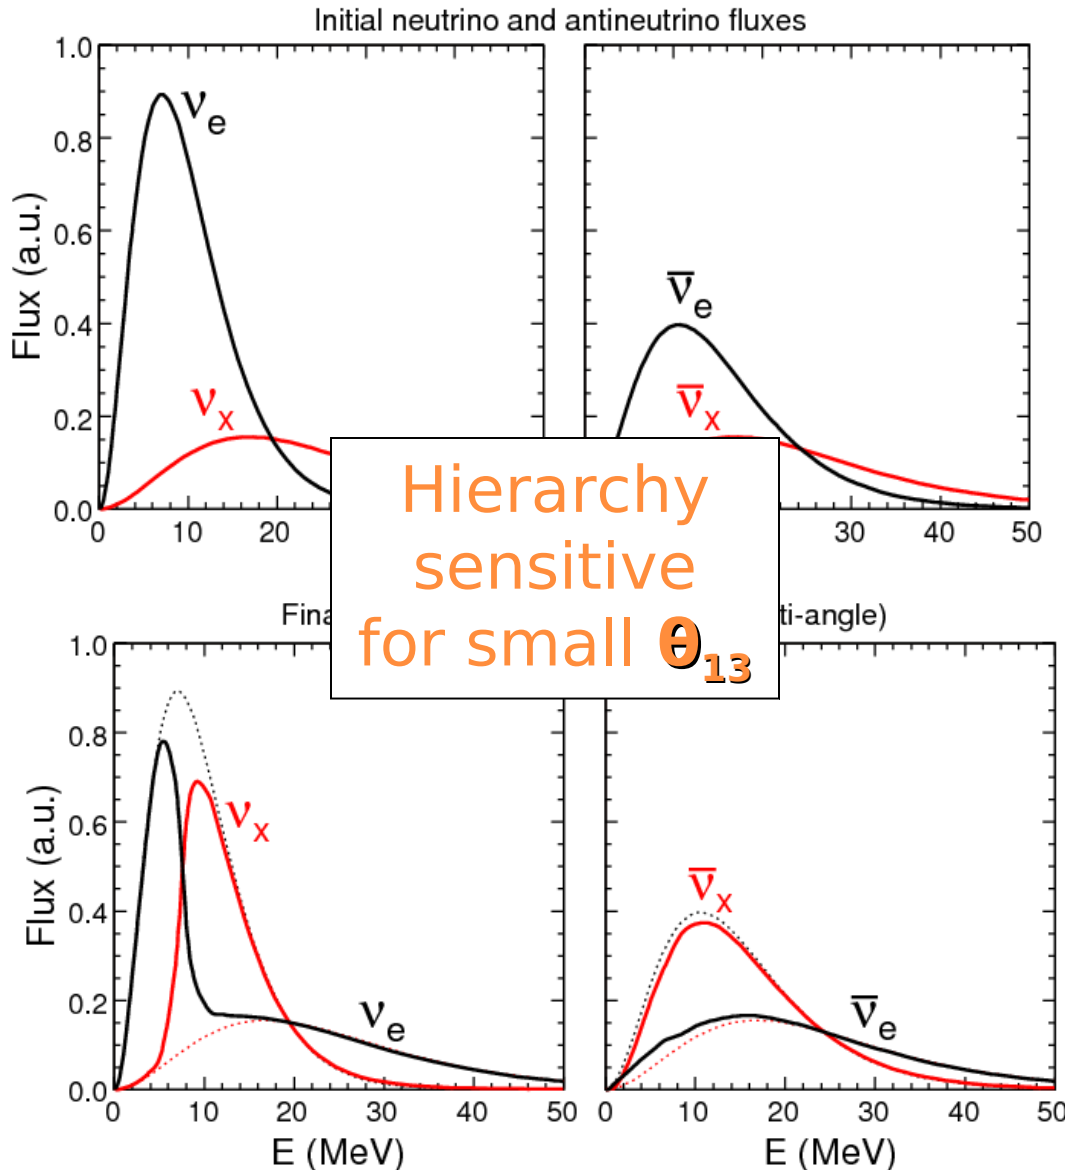 Initial neutrino and antineutrino fluxes
1.0
0.8
0.6
0.4
0.2
0.0
Flux (a.u.)
νe
νx
0 10 20
ν̄e
ν̄x
30 40 50
Hierarchy
sensitive
for small θ13
ti-angle)
1.0
0.8
0.6
0.4
0.2
0.0
Flux (a.u.)
νx
νe
0 10 20 30 40 50
E (MeV)
ν̄x
ν̄e
0 10 20 30 40 50
E (MeV)